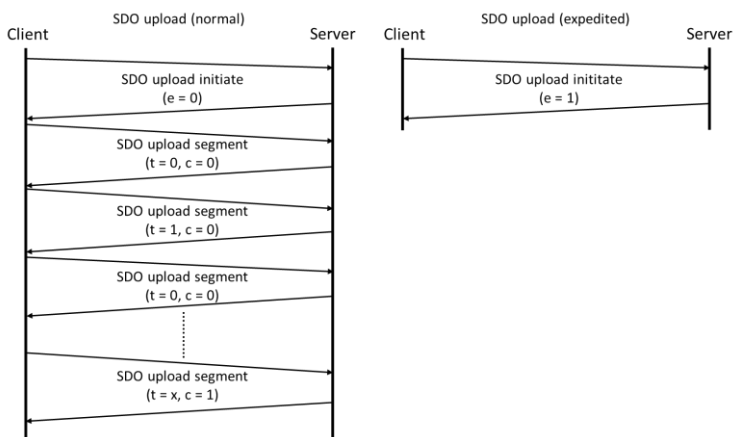 SDO upload (normal)
Client
Server
SDO upload initiate
(e = 0)
SDO upload segment
(t = 0, c = 0)
SDO upload segment
(t = 1, c = 0)
SDO upload segment
(t = 0, c = 0)
SDO upload segment
(t = x, c = 1)
SDO upload (expedited)
Client
Server
SDO upload inititate
(e = 1)